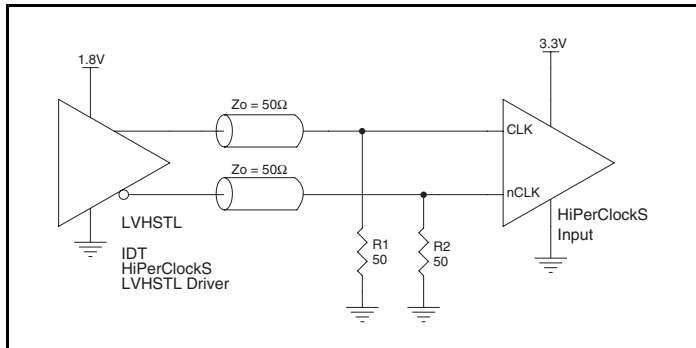 1.8V
3.3V
Zo = 50Ω
CLK
Zo = 50Ω
nCLK
LVHSTL
IDT
HiPerClockS
LVHSTL Driver
R1
50
R2
50
HiPerClockS
Input